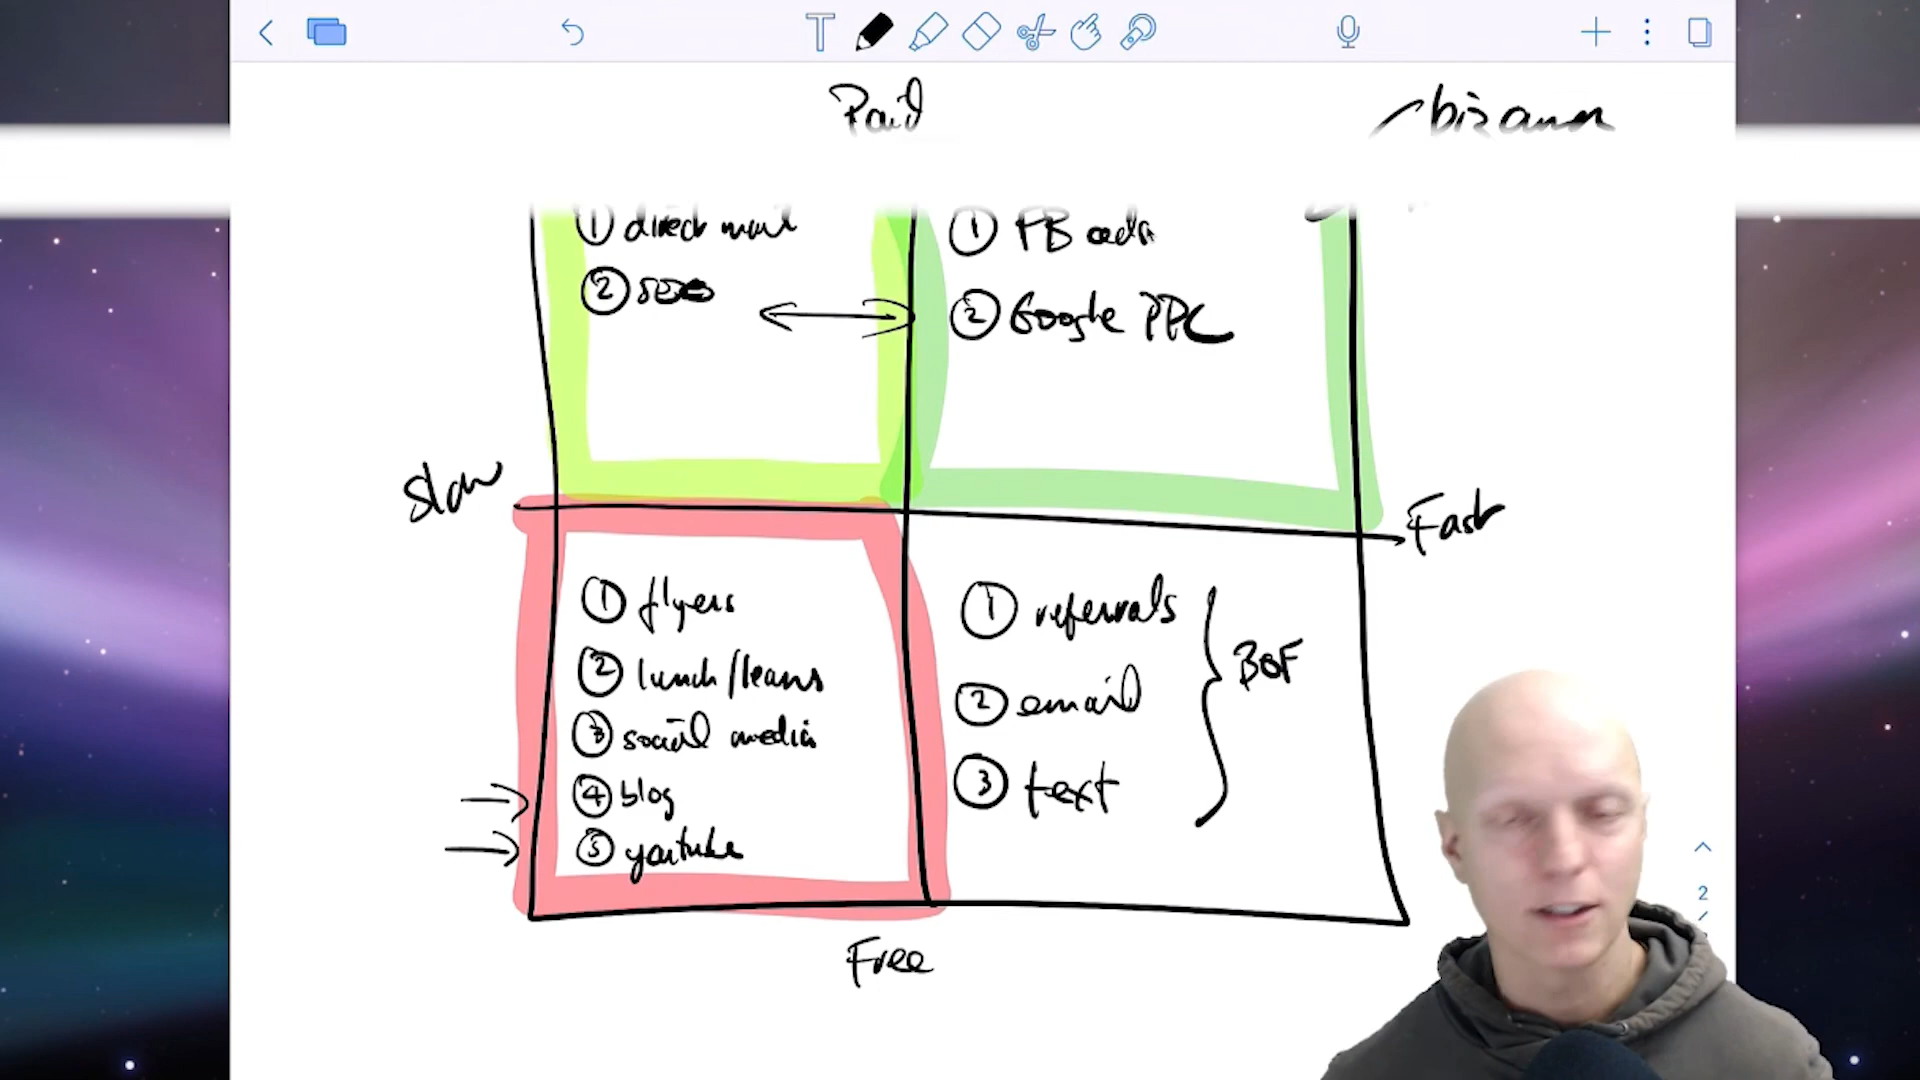 Paid
① direct mail
② SEO
① FB ads
② Google PPC
Slow
Fast
① flyers
② lunch/learns
③ social media
④ blog
⑤ youtube
① referrals
② email
③ text
BOF
Free
2